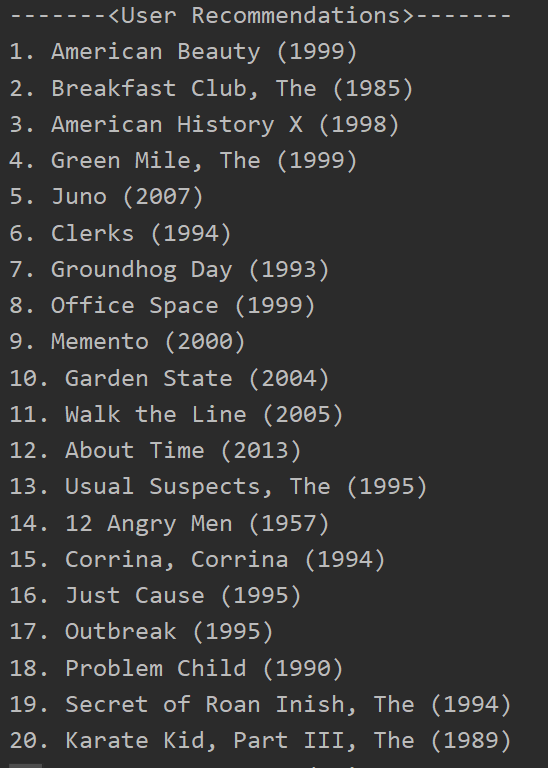 -------<User Recommendations>-------
1. American Beauty (1999)
2. Breakfast Club, The (1985)
3. American History X (1998)
4. Green Mile, The (1999)
5. Juno (2007)
6. Clerks (1994)
7. Groundhog Day (1993)
8. Office Space (1999)
9. Memento (2000)
10. Garden State (2004)
11. Walk the Line (2005)
12. About Time (2013)
13. Usual Suspects, The (1995)
14. 12 Angry Men (1957)
15. Corrina, Corrina (1994)
16. Just Cause (1995)
17. Outbreak (1995)
18. Problem Child (1990)
19. Secret of Roan Inish, The (1994)
20. Karate Kid, Part III, The (1989)